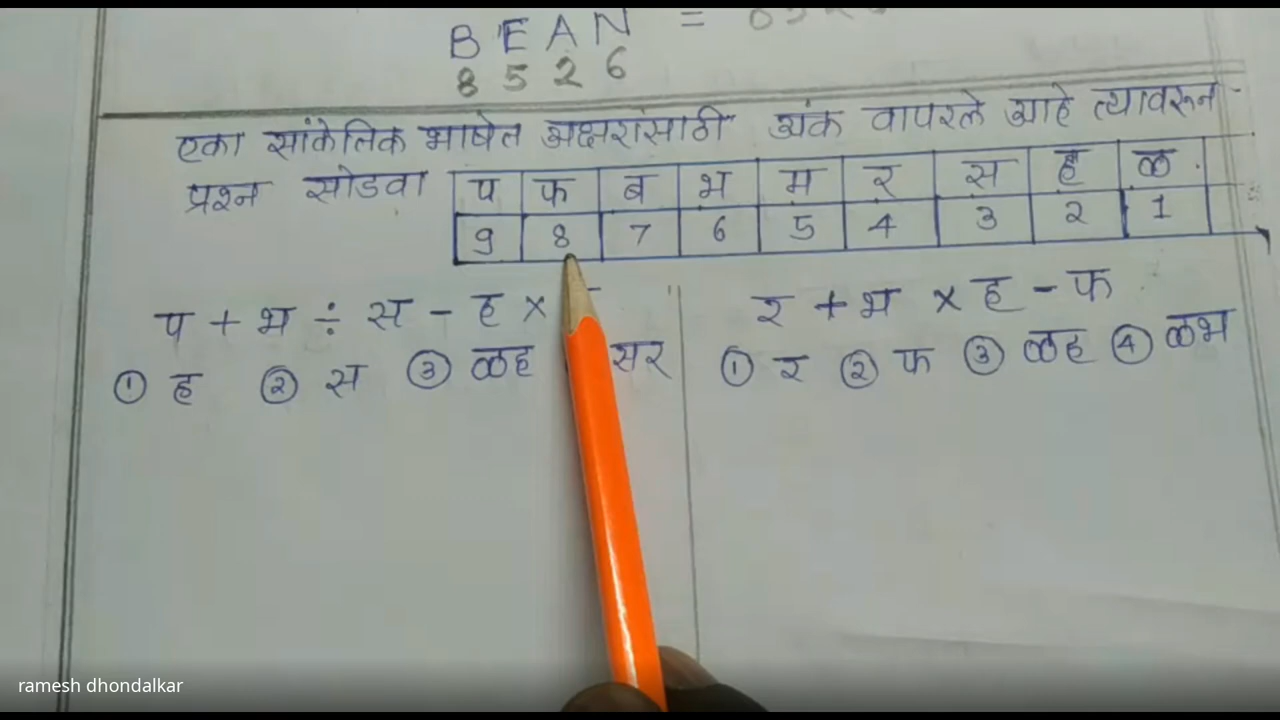 B E A N =
8 5 2 6
एका सांकेतिक भाषेत अक्षरांसाठी अंक वापरले आहे त्यावरून
प्रश्न सोडवा
प फ ब भ म र स ह ळ
9 8 7 6 5 4 3 2 1
प + भ ÷ स - ह ×
① ह ② स ③ ळह सर
र + भ × ह - फ
① र ② फ ③ ळह ④ ळभ
ramesh dhondalkar